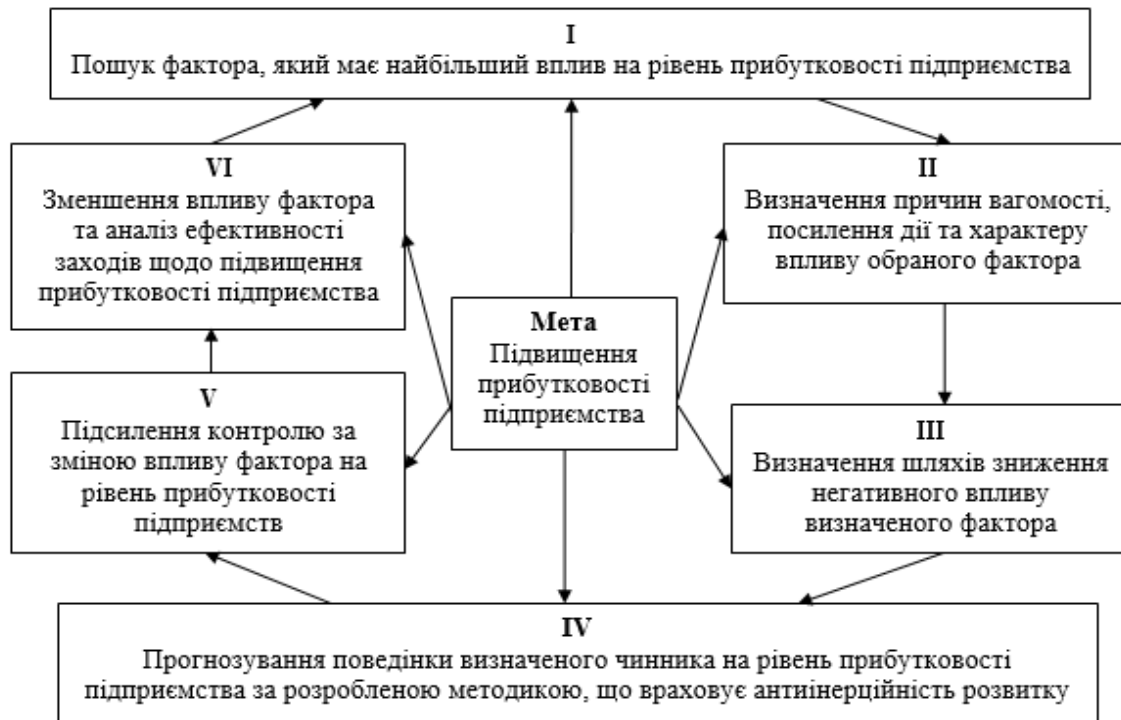 I
Пошук фактора, який має найбільший вплив на рівень прибутковості підприємства
VI
Зменшення впливу фактора
та аналіз ефективності
заходів щодо підвищення
прибутковості підприємства
II
Визначення причин вагомості,
посилення дії та характеру
впливу обраного фактора
Мета
Підвищення
прибутковості
підприємства
V
Підсилення контролю за
зміною впливу фактора на
рівень прибутковості
підприємств
III
Визначення шляхів зниження
негативного впливу
визначеного фактора
IV
Прогнозування поведінки визначеного чинника на рівень прибутковості
підприємства за розробленою методикою, що враховує антиінерційність розвитку